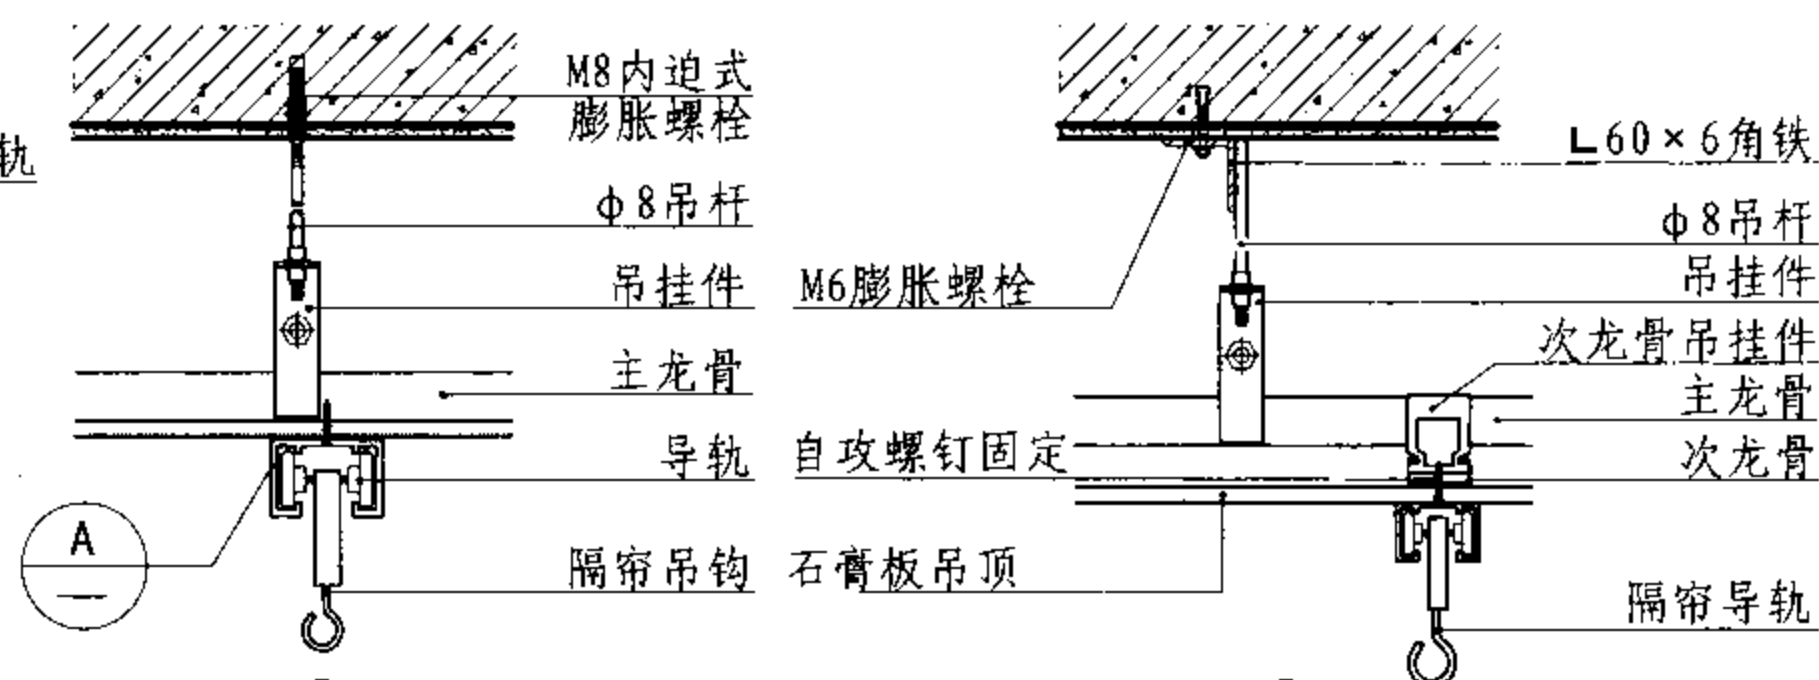 轨
M8内迫式
膨胀螺栓
φ8吊杆
吊挂件
主龙骨
导轨
隔帘吊钩
A
L60×6角铁
φ8吊杆
M6膨胀螺栓
吊挂件
次龙骨吊挂件
主龙骨
自攻螺钉固定
次龙骨
石膏板吊顶
隔帘导轨